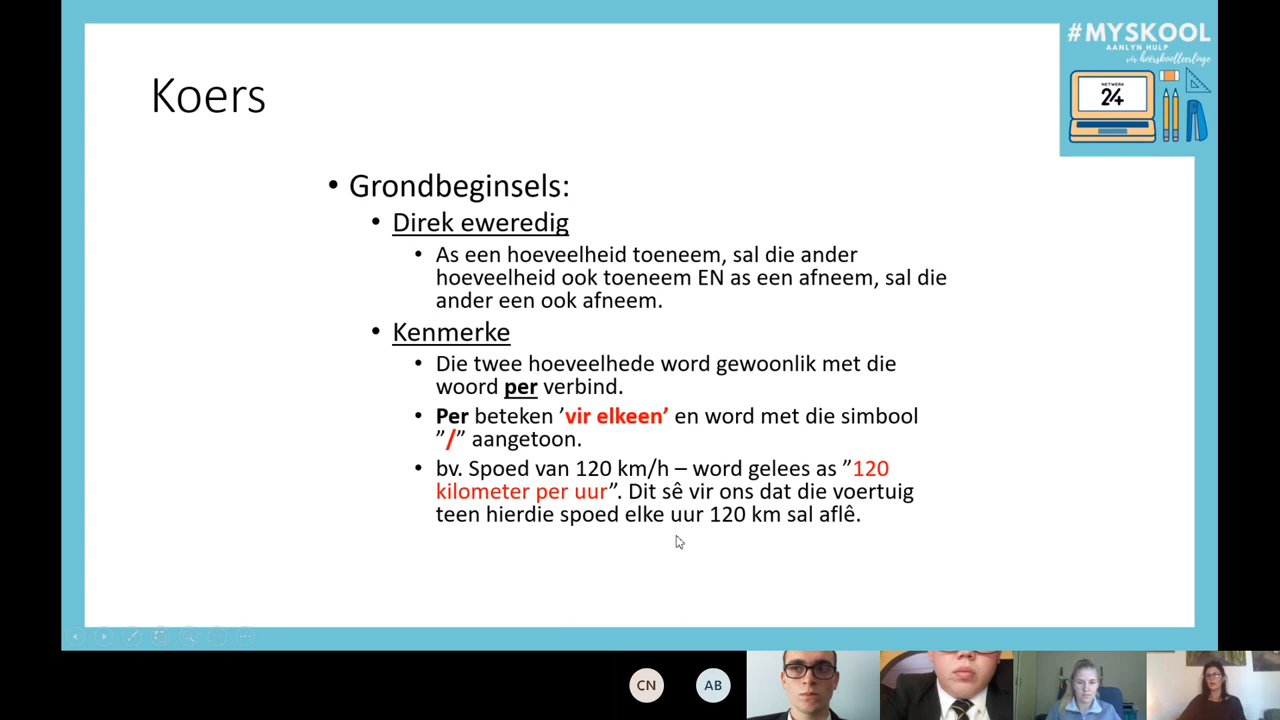 #MYSKOOL
AANLYN HULP
vir hoërskoolleerlinge
NETWERK
24
Koers
• Grondbeginsels:
• Direk eweredig
• As een hoeveelheid toeneem, sal die ander
hoeveelheid ook toeneem EN as een afneem, sal die
ander een ook afneem.
• Kenmerke
• Die twee hoeveelhede word gewoonlik met die
woord per verbind.
• Per beteken ’vir elkeen’ en word met die simbool
”/” aangetoon.
• bv. Spoed van 120 km/h – word gelees as ”120
kilometer per uur”. Dit sê vir ons dat die voertuig
teen hierdie spoed elke uur 120 km sal aflê.
CN
AB